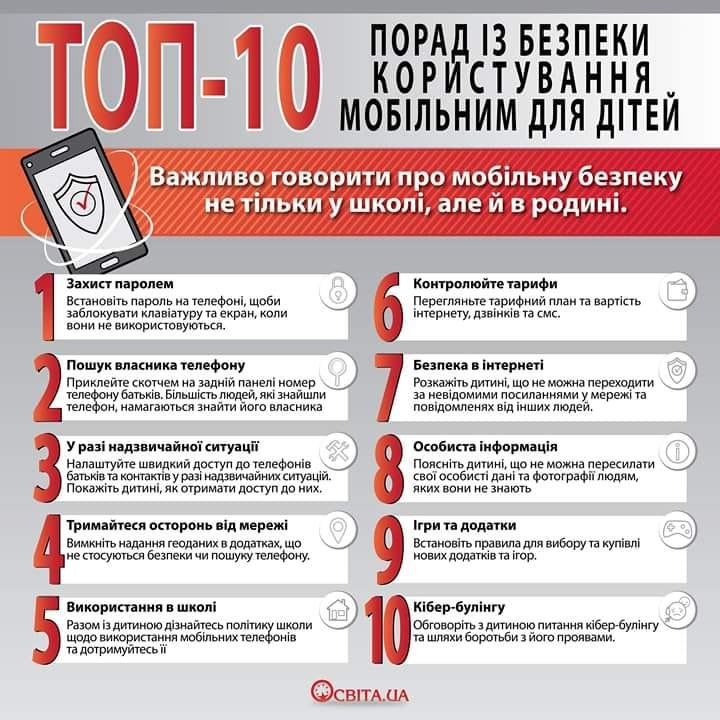 ТОП-10
ПОРАД ІЗ БЕЗПЕКИ
КОРИСТУВАННЯ
МОБІЛЬНИМ ДЛЯ ДІТЕЙ
Важливо говорити про мобільну безпеку
не тільки у школі, але й в родині.
1
Захист паролем
Встановіть пароль на телефоні, щоби
заблокувати клавіатуру та екран, коли
вони не використовуються.
2
Пошук власника телефону
Приклейте скотчем на задній панелі номер
телефону батьків. Більшість людей, які знайшли
телефон, намагаються знайти його власника
3
У разі надзвичайної ситуації
Налаштуйте швидкий доступ до телефонів
батьків та контактів у разі надзвичайних ситуацій.
Покажіть дитині, як отримати доступ до них.
4
Тримайтеся осторонь від мережі
Вимкніть надання геоданих в додатках, що
не стосуються безпеки чи пошуку телефону.
5
Використання в школі
Разом із дитиною дізнайтесь політику школи
щодо використання мобільних телефонів
та дотримуйтесь її
6
Контролюйте тарифи
Перегляньте тарифний план та вартість
інтернету, дзвінків та смс.
7
Безпека в інтернеті
Розкажіть дитині, що не можна переходити
за невідомими посиланнями у мережі та
повідомленях від інших людей.
8
Особиста інформація
Поясніть дитині, що не можна пересилати
свої особисті дані та фотографії людям,
яких вони не знають
9
Ігри та додатки
Встановіть правила для вибору та купівлі
нових додатків та ігор.
10
Кібер-булінгу
Обговоріть з дитиною питання кібер-булінгу
та шляхи боротьби з його проявами.
ОСВІТА.UA